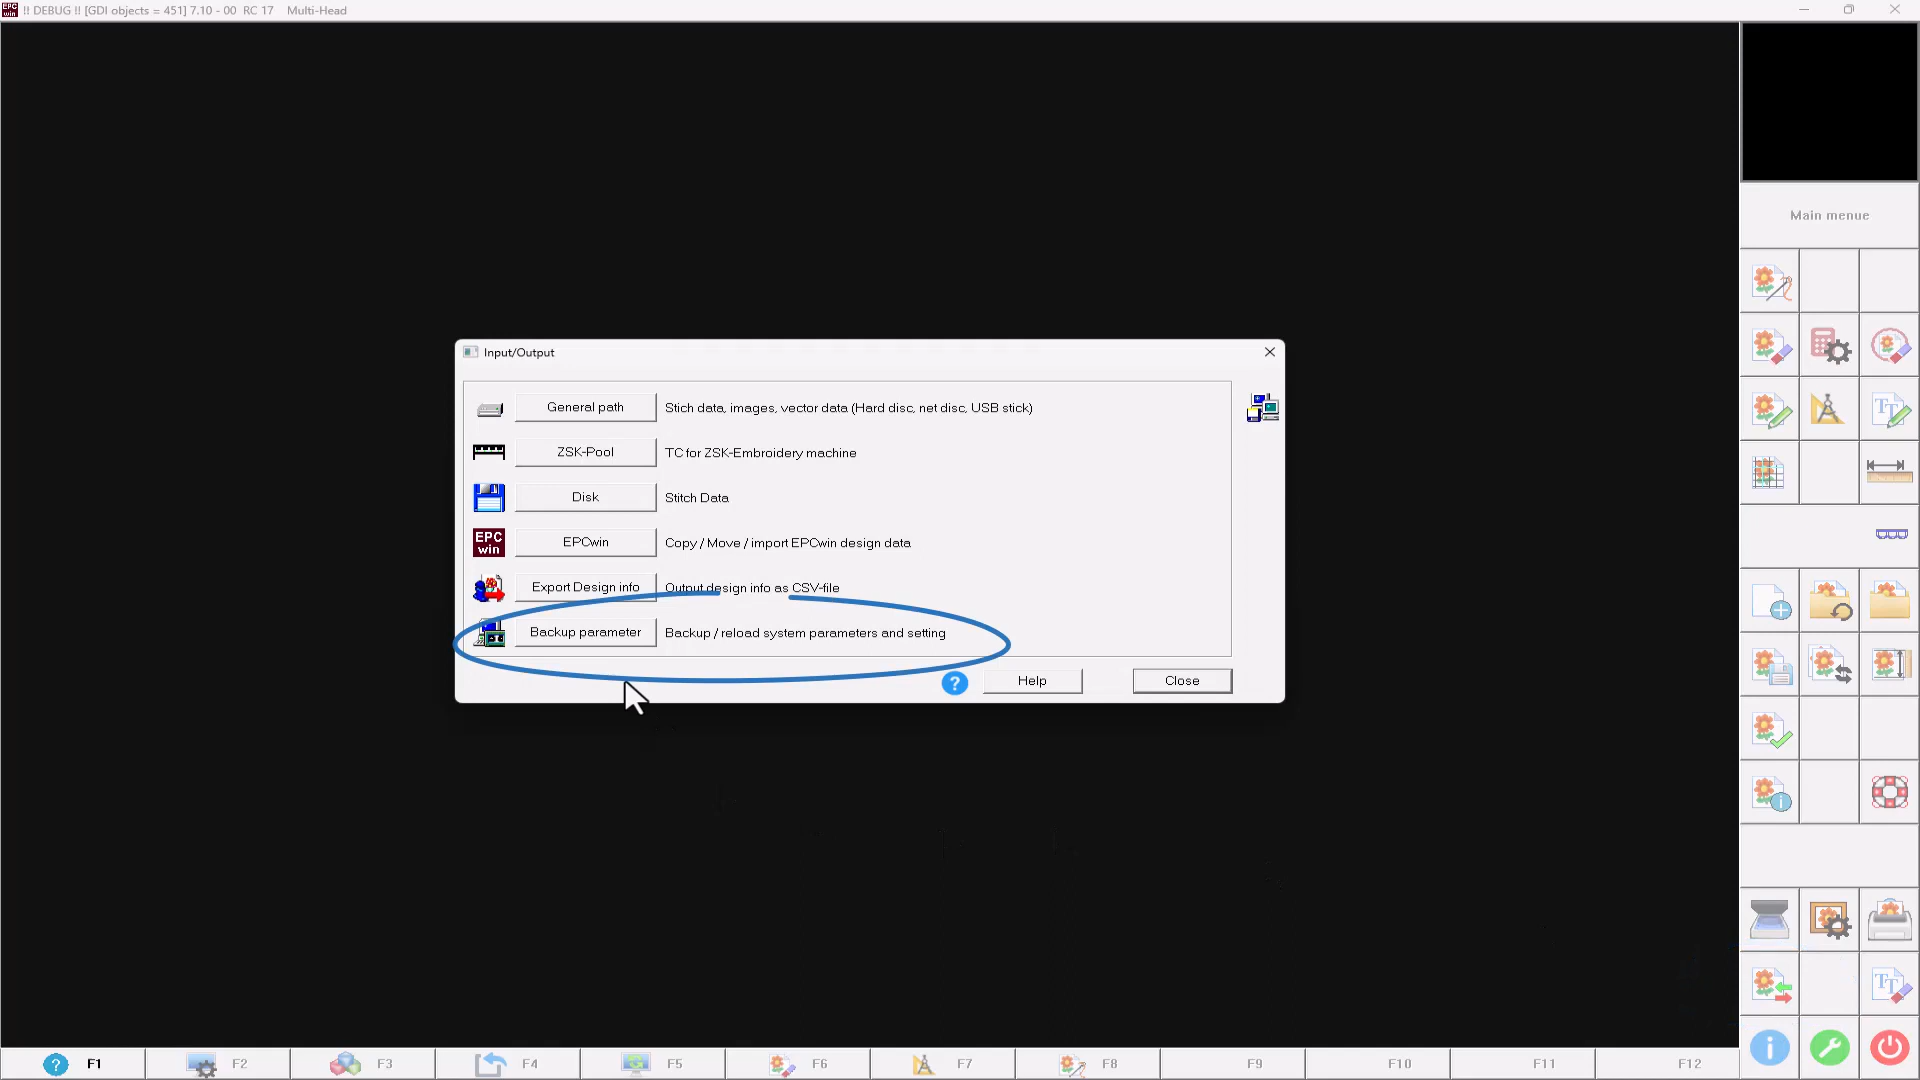 EPC win !! DEBUG !! [GDI objects = 451] 7.10 - 00 RC 17 Multi-Head
Main menue
Input/Output
General path Stich data, images, vector data (Hard disc, net disc, USB stick)
ZSK-Pool TC for ZSK-Embroidery machine
Disk Stitch Data
EPC win EPCwin Copy / Move / import EPCwin design data
Export Design info Output design info as CSV-file
Backup parameter Backup / reload system parameters and setting
? Help Close
? F1 F2 F3 F4 F5 F6 F7 F8 F9 F10 F11 F12